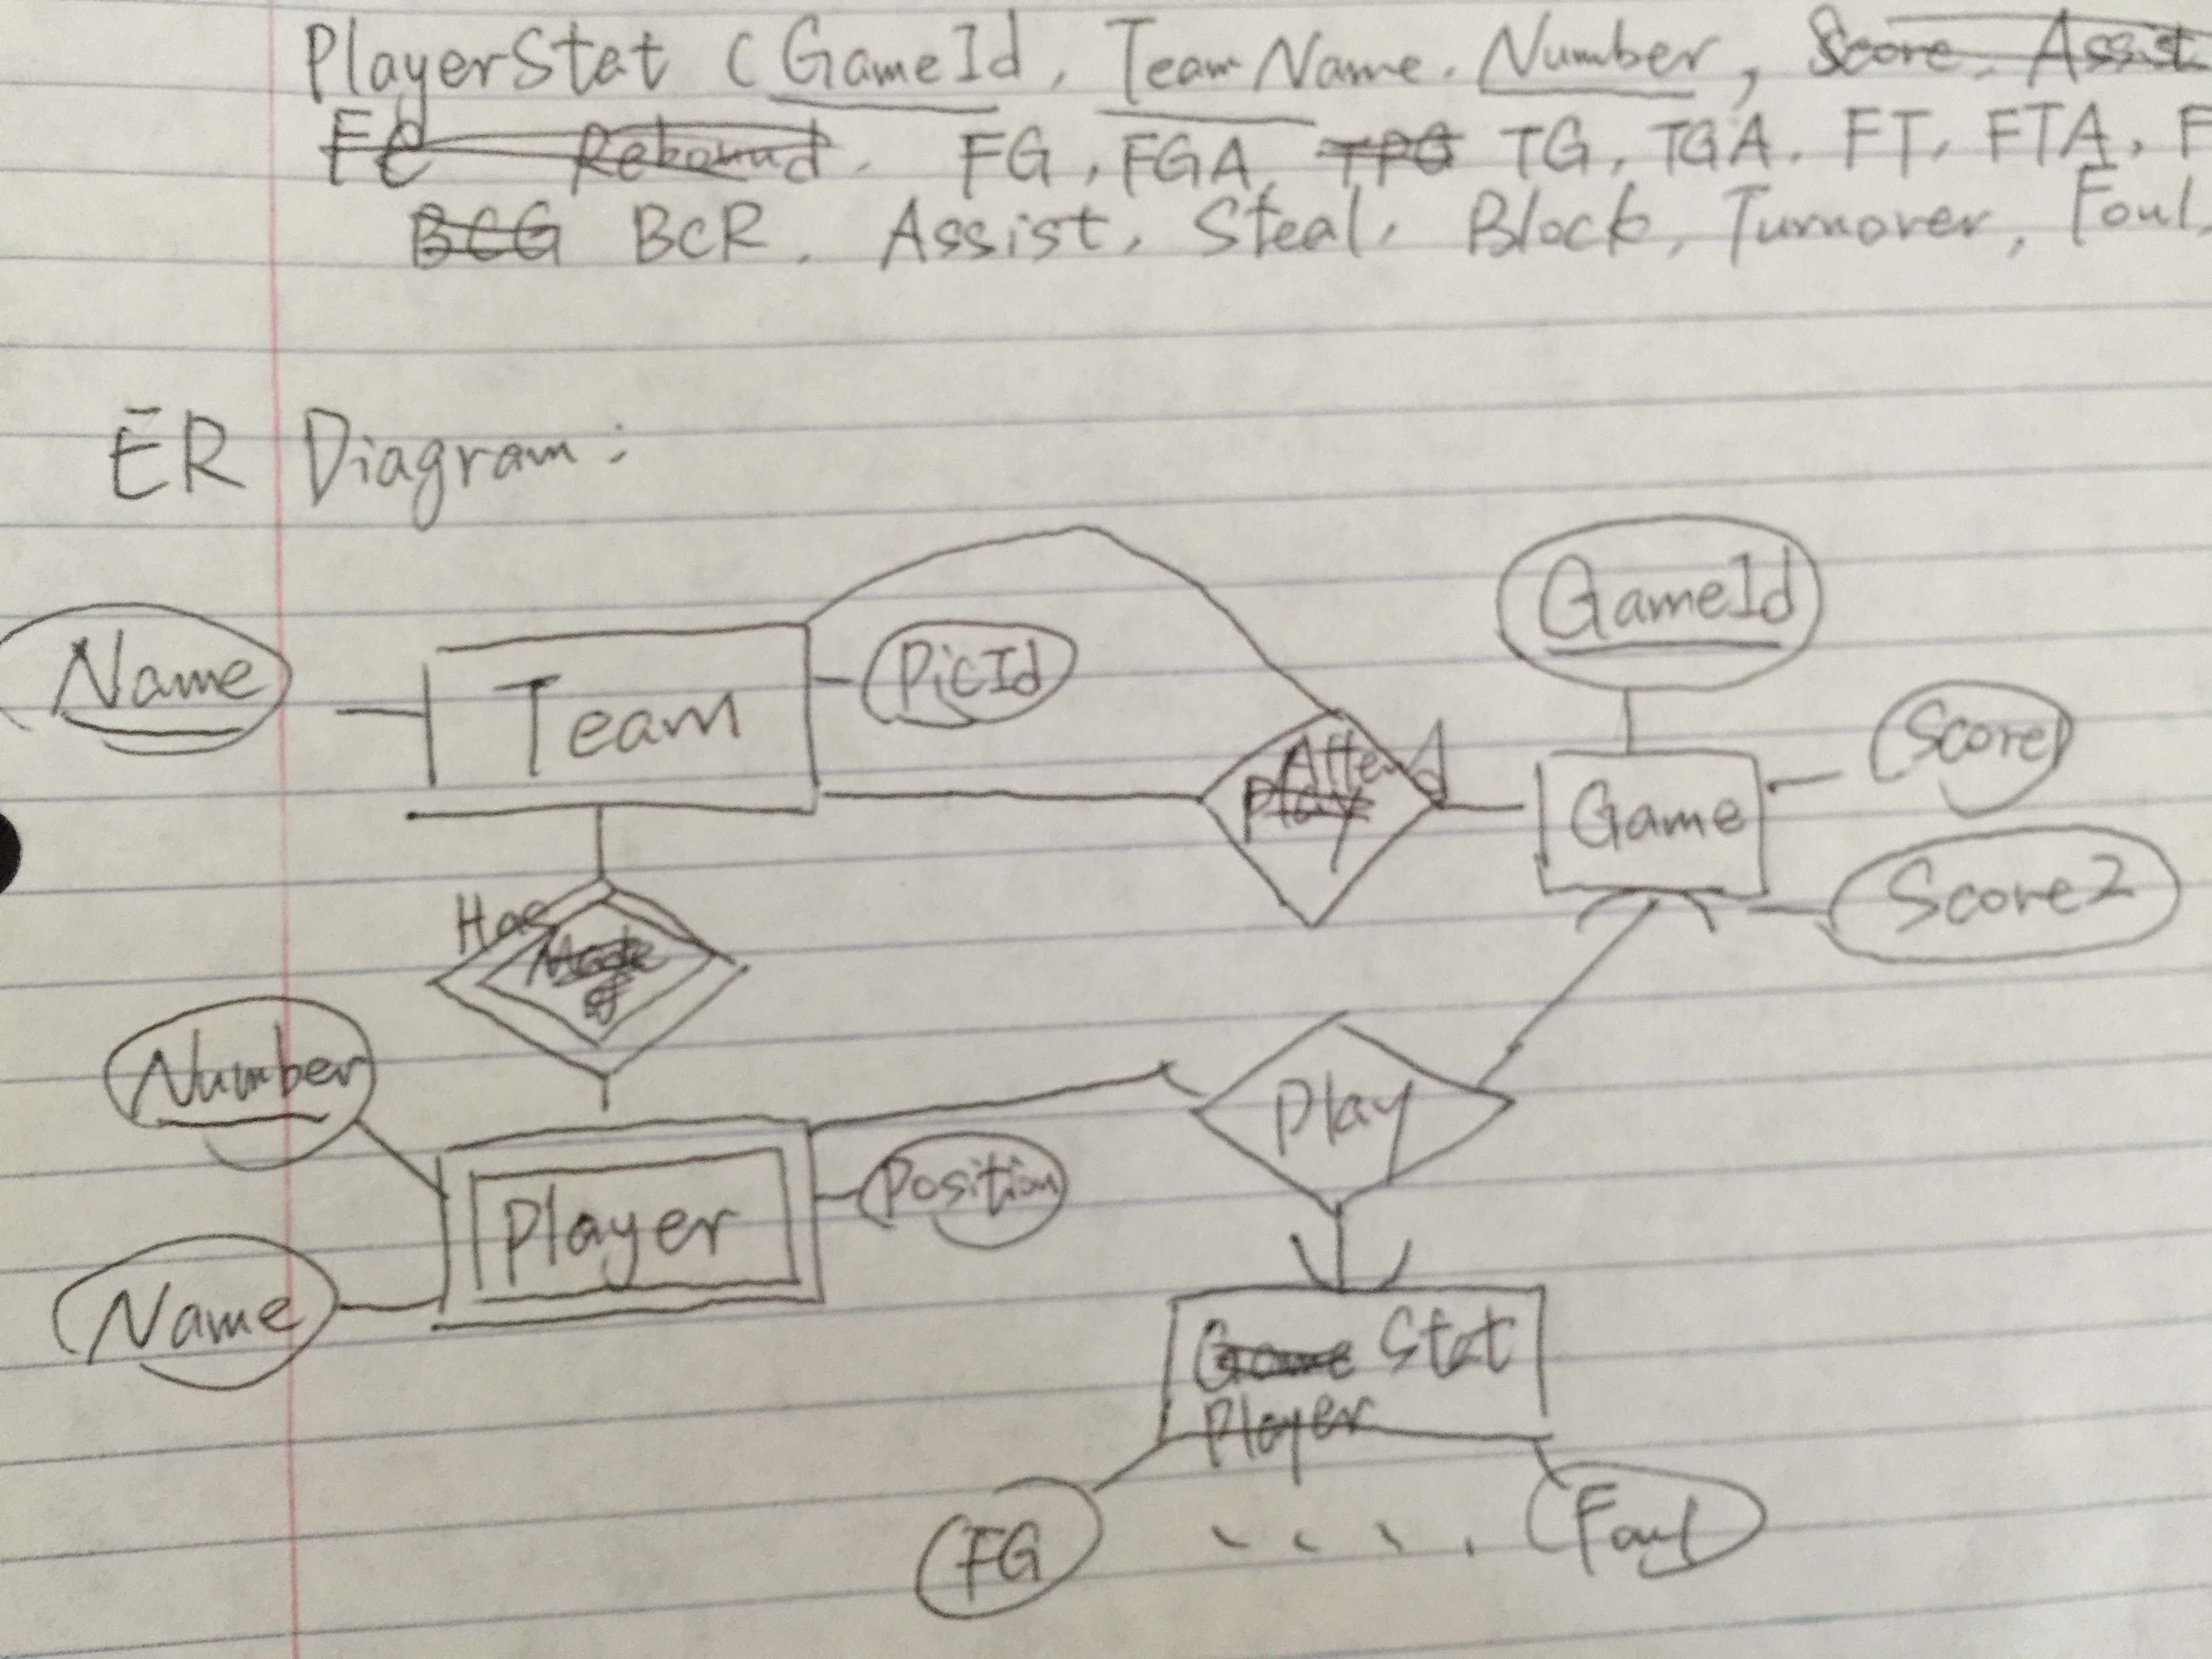 PlayerStat (GameId, TeamName, Number, Score, Assist
Rebound, FG, FGA TPG TG, TGA, FT, FTA, F
BCG BCR, Assist, Steal, Block, Turnover, Foul,
ER Diagram:
Name
Team
PicId
GameId
Has
Attend
Play
Game
Score1
Score2
Number
Name
Player
Position
Play
Game Stat
Player
FG
Foul